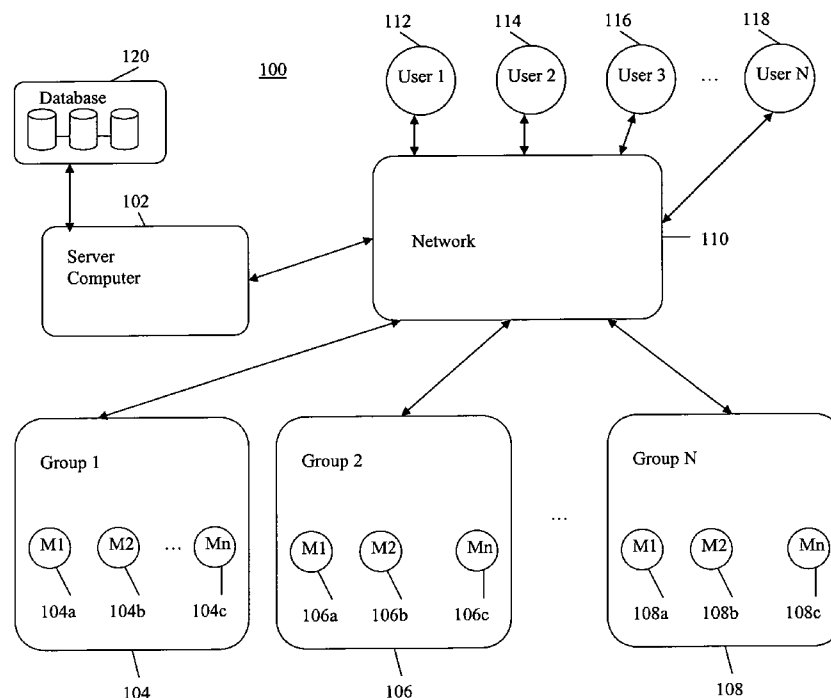 112
114
116
118
120
100
User 1
User 2
User 3
...
User N
Database
102
Server
Computer
Network
110
Group 1
Group 2
Group N
...
M1
M2
...
Mn
M1
M2
Mn
M1
M2
Mn
104a
104b
104c
106a
106b
106c
108a
108b
108c
104
106
108